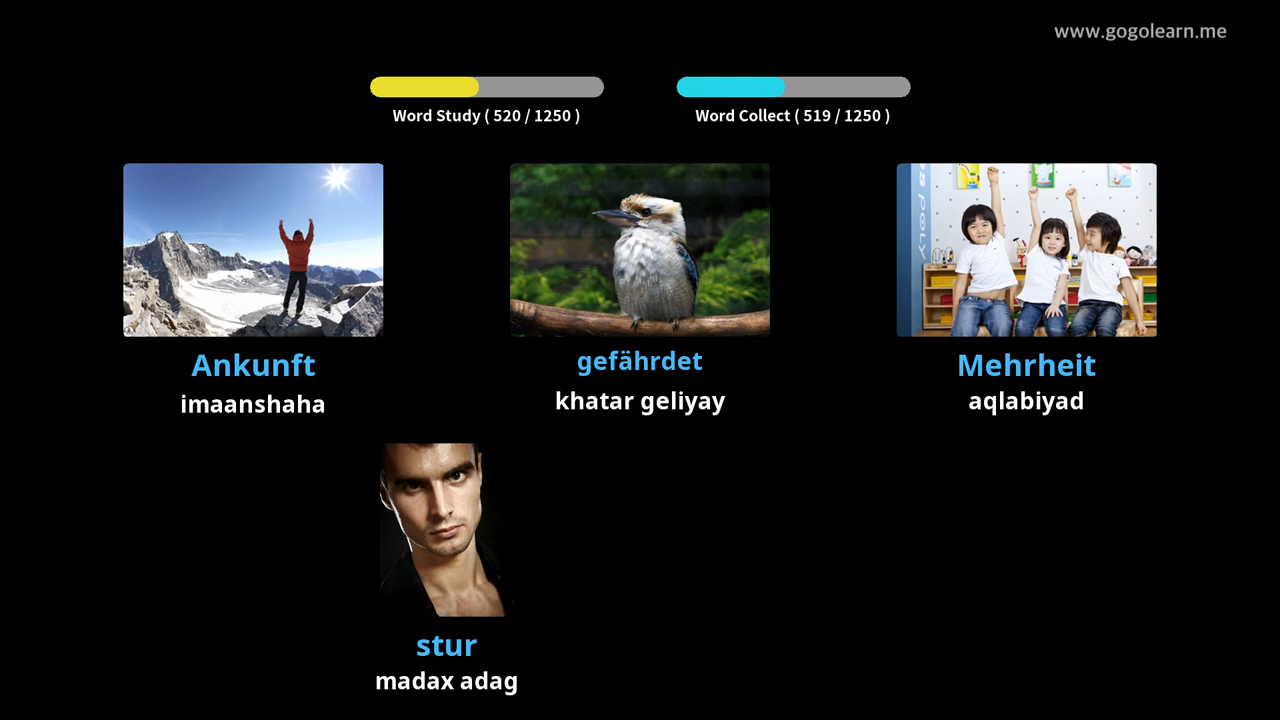 www.gogolearn.me
Word Study ( 520 / 1250 )
Word Collect ( 519 / 1250 )
Ankunft
imaanshaha
gefährdet
khatar geliyay
Mehrheit
aqlabiyad
stur
madax adag